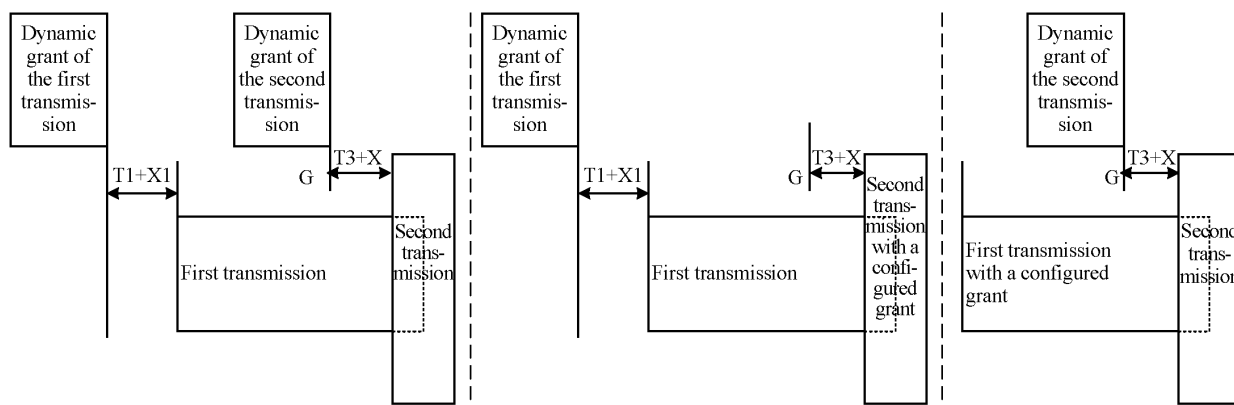 Dynamic
grant of
the first
transmis-
sion
Dynamic
grant of
the second
transmis-
sion
T1+X1
G
T3+X
First transmission
Second
trans-
mission
Dynamic
grant of
the first
transmis-
sion
T1+X1
G
T3+X
First transmission
Second
trans-
mission
with a
confi-
gured
grant
Dynamic
grant of
the second
transmis-
sion
G
T3+X
First transmission
with a configured
grant
Second
trans-
mission